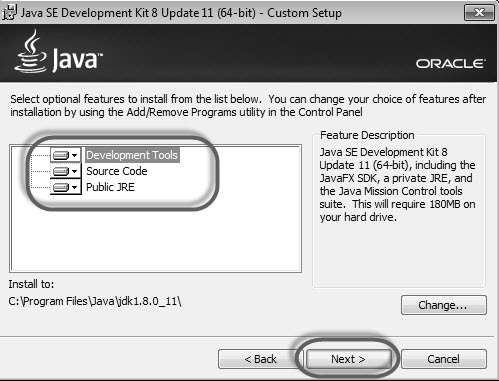 Java SE Development Kit 8 Update 11 (64-bit) - Custom Setup
Java™
ORACLE
Select optional features to install from the list below. You can change your choice of features after
installation by using the Add/Remove Programs utility in the Control Panel
Development Tools
Source Code
Public JRE
Feature Description
Java SE Development Kit 8
Update 11 (64-bit), including the
JavaFX SDK, a private JRE, and
the Java Mission Control tools
suite. This will require 180MB on
your hard drive.
Install to:
C:\Program Files\Java\jdk1.8.0_11\
Change...
< Back
Next >
Cancel